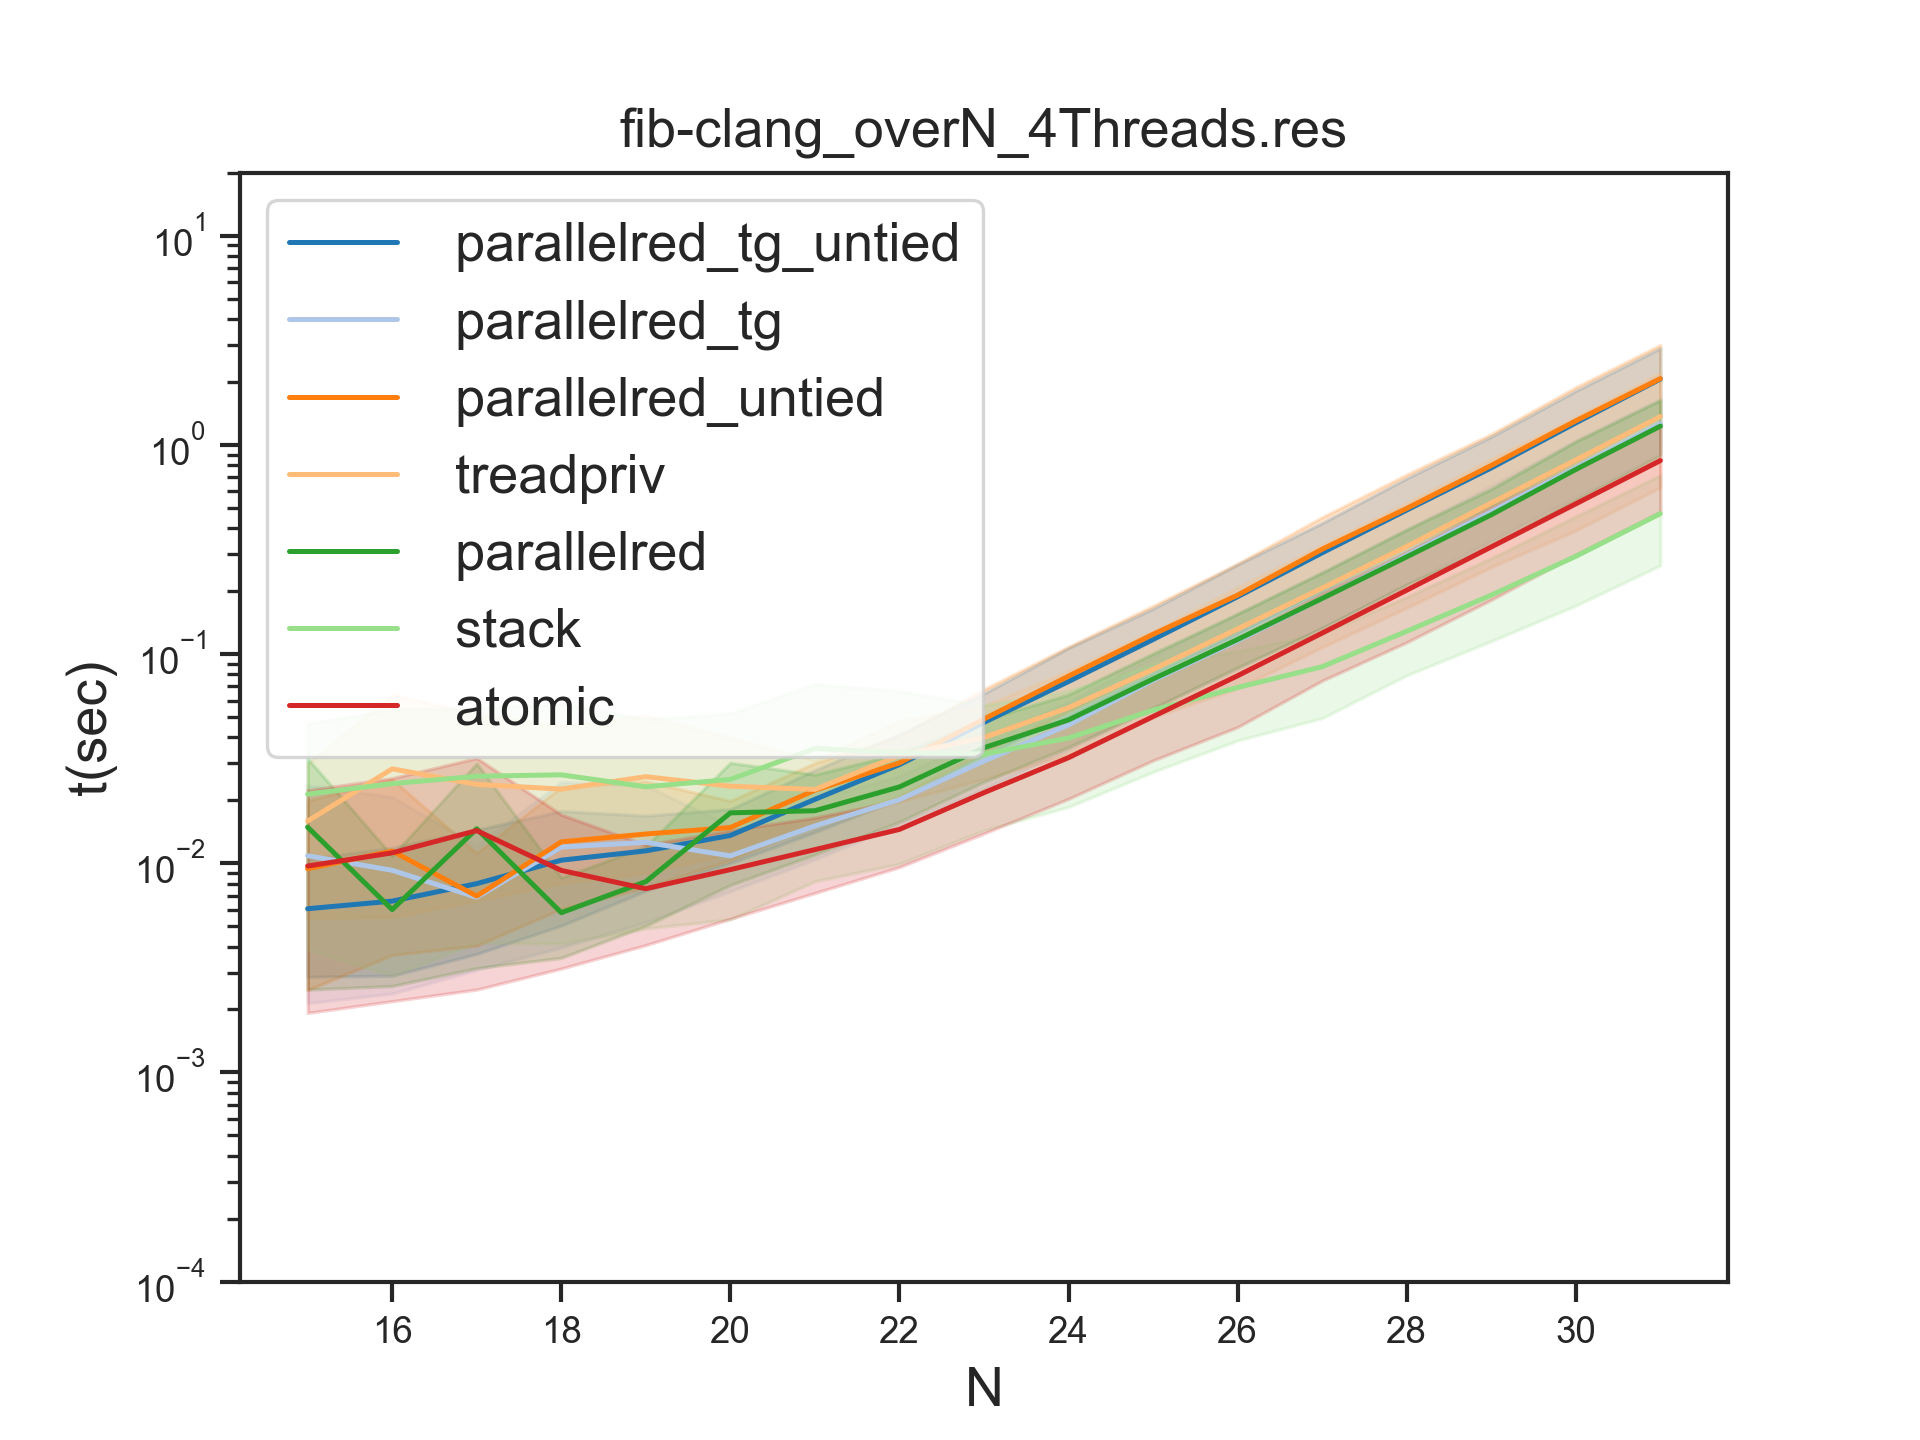 fib-clang_overN_4Threads.res
parallelred_tg_untied
parallelred_tg
parallelred_untied
treadpriv
parallelred
stack
atomic
t(sec)
10^1
10^0
10^−1
10^−2
10^−3
10^−4
16 18 20 22 24 26 28 30
N